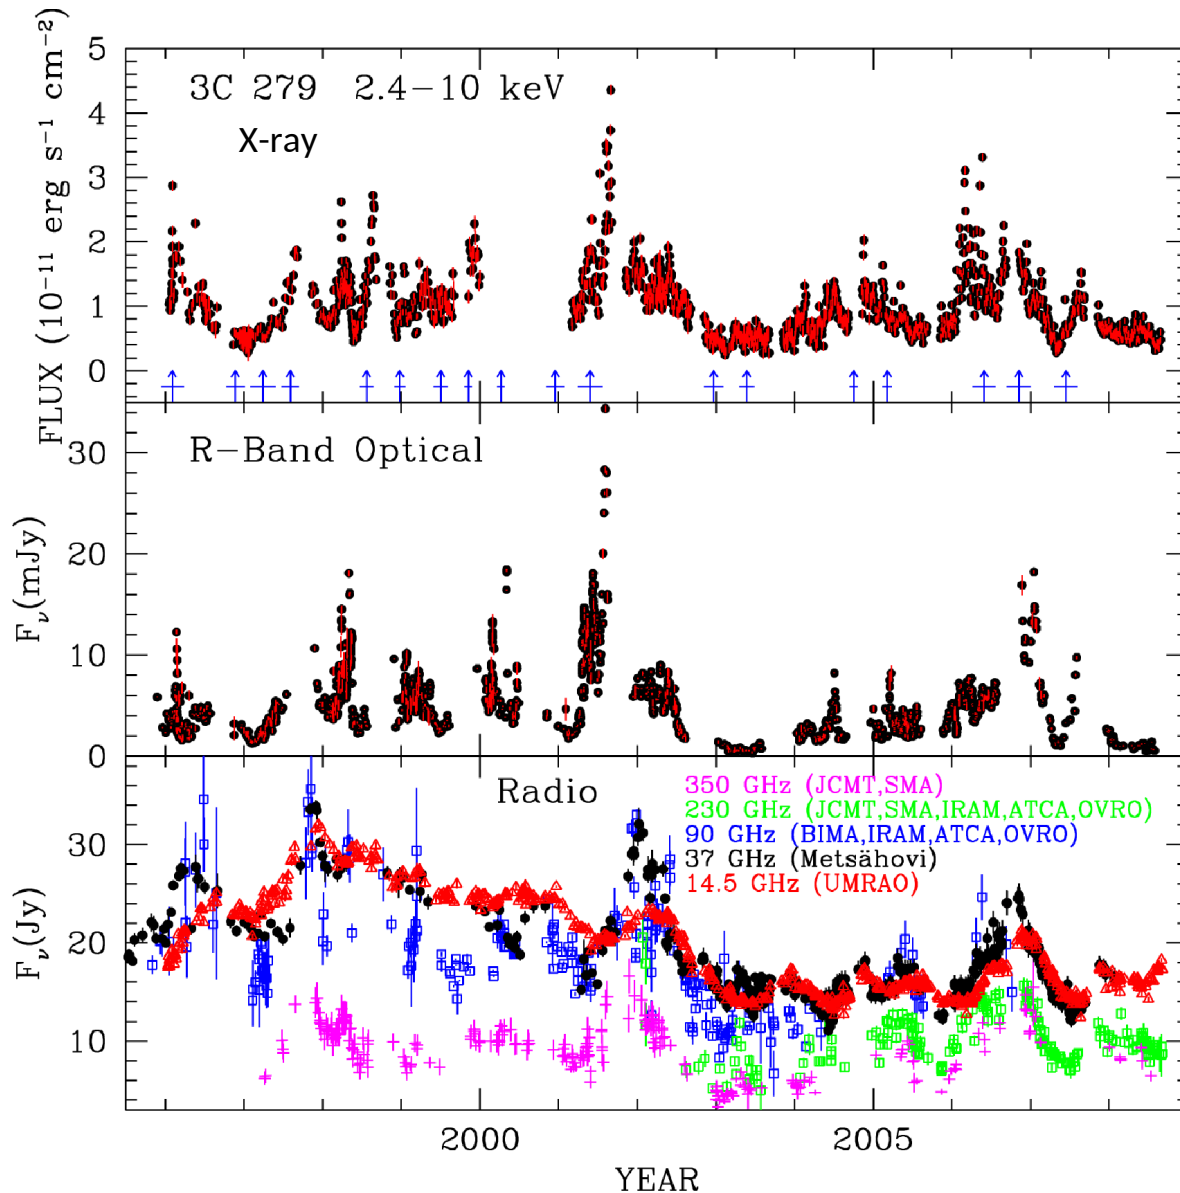 5
4
3
2
1
0
FLUX (10⁻¹¹ erg s⁻¹ cm⁻²)
3C 279 2.4−10 keV
X-ray
30
20
10
0
F_ν(mJy)
R−Band Optical
30
20
10
F_ν(Jy)
Radio
350 GHz (JCMT,SMA)
230 GHz (JCMT,SMA,IRAM,ATCA,OVRO)
90 GHz (BIMA,IRAM,ATCA,OVRO)
37 GHz (Metsähovi)
14.5 GHz (UMRAO)
2000
2005
YEAR